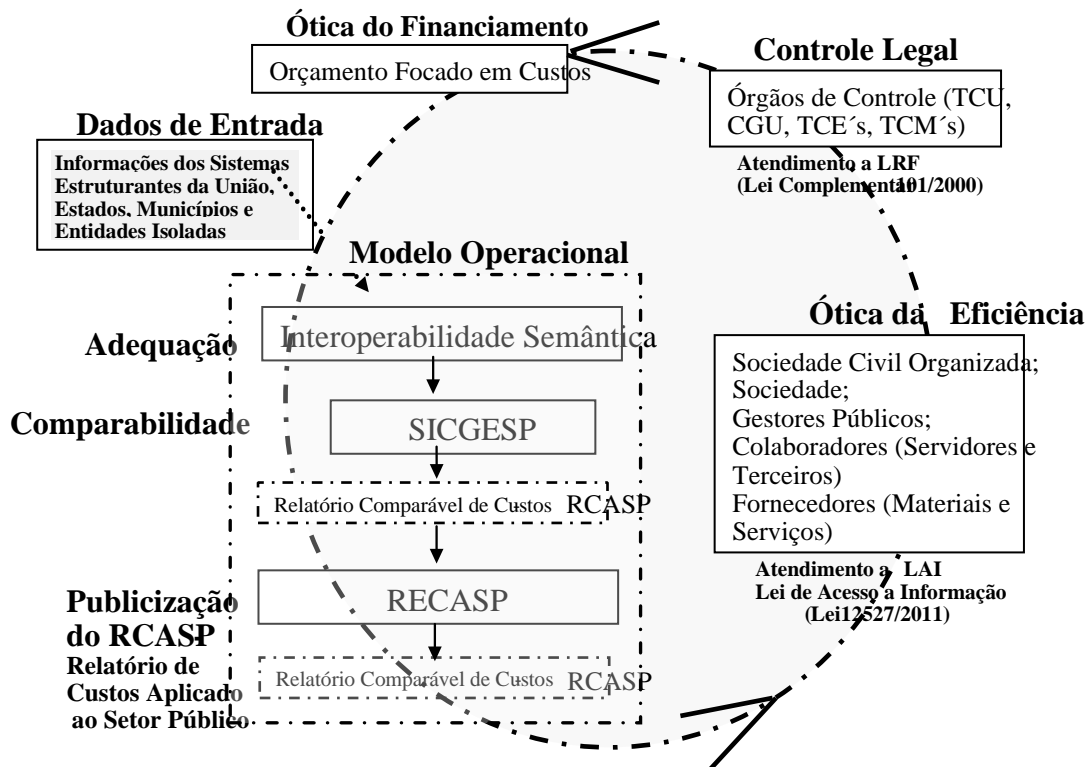 Ótica do Financiamento
Orçamento Focado em Custos
Controle Legal
Órgãos de Controle (TCU,
CGU, TCE´s, TCM´s)
Atendimento a LRF
(Lei Complementar 101/2000)
Dados de Entrada
Informações dos Sistemas
Estruturantes da União,
Estados, Municípios e
Entidades Isoladas
Modelo Operacional
Adequação
Interoperabilidade Semântica
Comparabilidade
SICGESP
Relatório Comparável de Custos - RCASP
RECASP
Publicização
do RCASP -
Relatório de
Custos Aplicado
ao Setor Público
Relatório Comparável de Custos - RCASP
Ótica da Eficiência
Sociedade Civil Organizada;
Sociedade;
Gestores Públicos;
Colaboradores (Servidores e
Terceiros)
Fornecedores (Materiais e
Serviços)
Atendimento a LAI
Lei de Acesso a Informação
(Lei12527/2011)